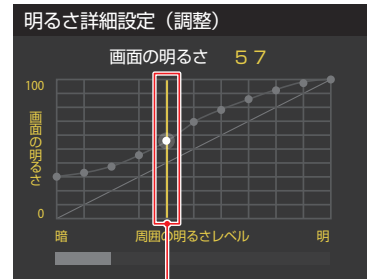 明るさ詳細設定（調整）
画面の明るさ 57
100
画面の明るさ
0
暗 周囲の明るさレベル 明